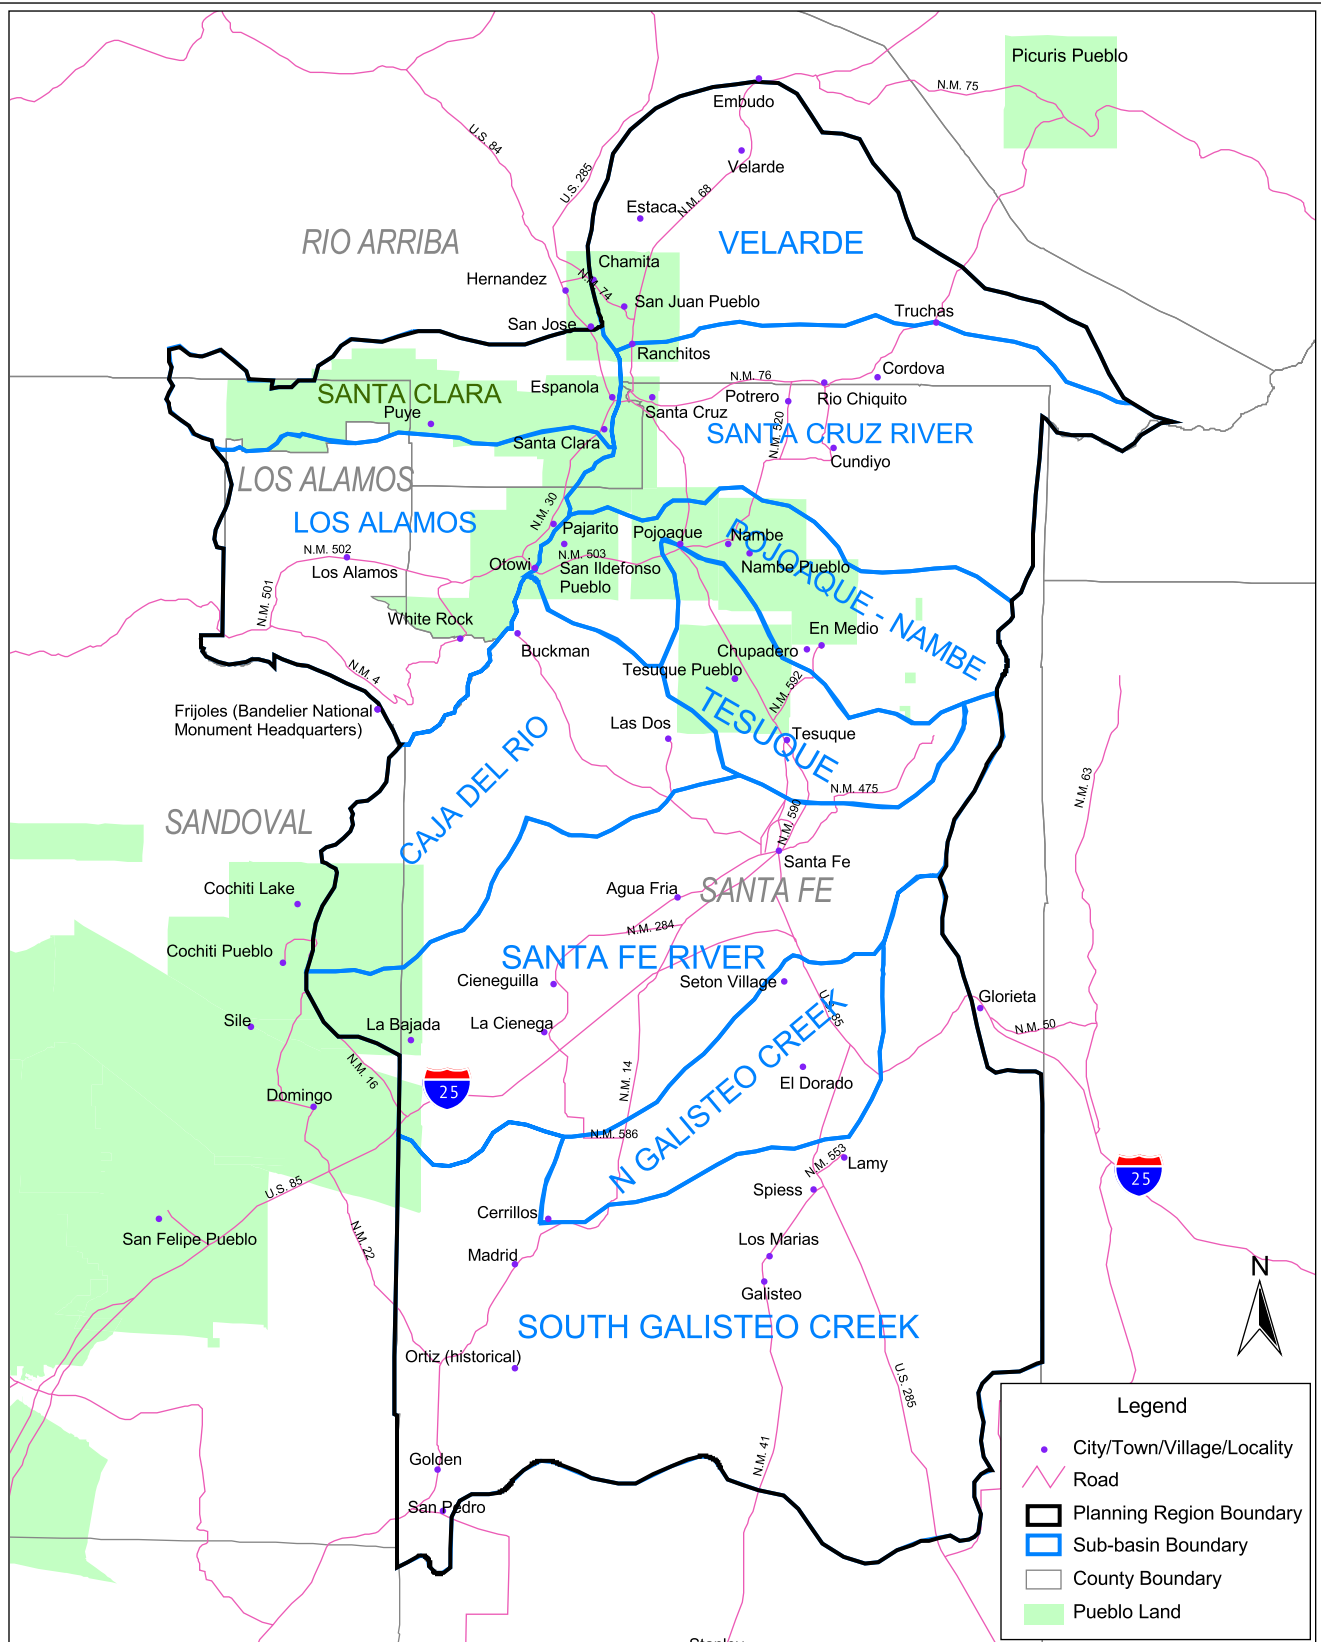 Picuris Pueblo
N.M. 75
Embudo
U.S. 84
Velarde
U.S. 285
N.M. 68
Estaca
RIO ARRIBA
VELARDE
Chamita
Hernandez
N.M. 74
San Juan Pueblo
Truchas
San Jose
Ranchitos
Cordova
N.M. 76
Espanola
SANTA CLARA
Potrero
Rio Chiquito
Puye
Santa Cruz
N.M. 520
Santa Clara
SANTA CRUZ RIVER
Cundiyo
LOS ALAMOS
LOS ALAMOS
N.M. 30
Pajarito
Pojoaque
Nambe
POJOAQUE - NAMBE
N.M. 502
N.M. 503
Otowi
San Ildefonso
Pueblo
Nambe Pueblo
Los Alamos
N.M. 501
White Rock
En Medio
Buckman
Chupadero
N.M. 4
Tesuque Pueblo
N.M. 592
TESUQUE
Frijoles (Bandelier National
Monument Headquarters)
Las Dos
Tesuque
CAJA DEL RIO
N.M. 475
N.M. 63
SANDOVAL
N.M. 590
Santa Fe
Cochiti Lake
Agua Fria
SANTA FE
N.M. 284
Cochiti Pueblo
SANTA FE RIVER
Cieneguilla
Seton Village
U.S. 85
Glorieta
Sile
La Bajada
La Cienega
N.M. 50
N.M. 16
N.M. 14
El Dorado
25
Domingo
N GALISTEO CREEK
N.M. 586
N.M. 553
Lamy
25
U.S. 85
Spiess
Cerrillos
San Felipe Pueblo
N.M. 22
Madrid
Los Marias
N
Galisteo
SOUTH GALISTEO CREEK
Ortiz (historical)
U.S. 285
Legend
City/Town/Village/Locality
N.M. 41
Golden
Road
San Pedro
Planning Region Boundary
Sub-basin Boundary
County Boundary
Pueblo Land